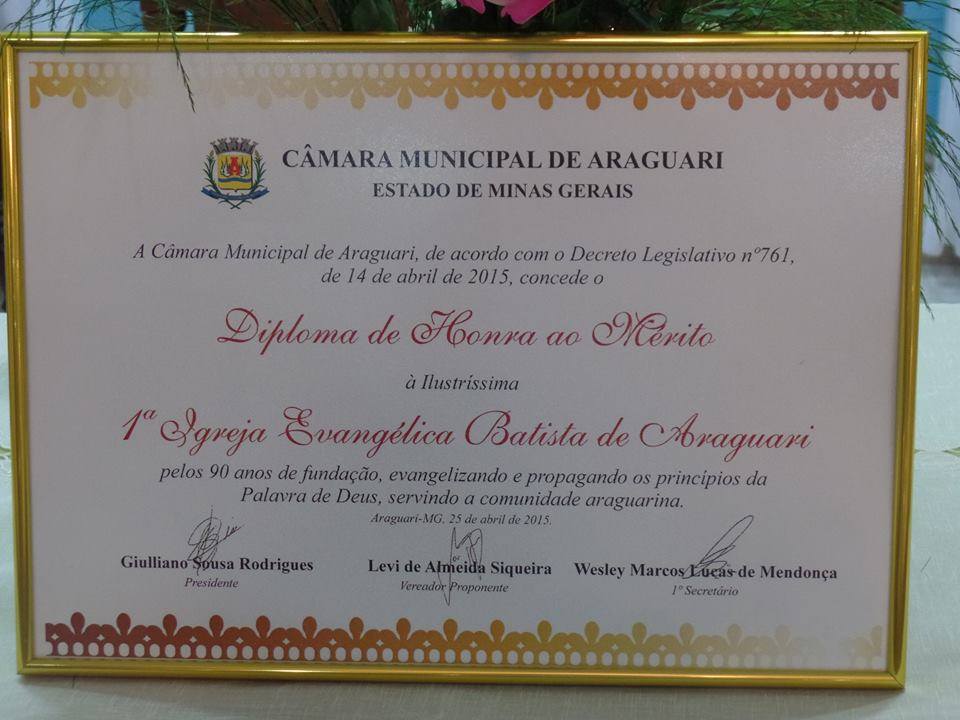 CÂMARA MUNICIPAL DE ARAGUARI
ESTADO DE MINAS GERAIS
A Câmara Municipal de Araguari, de acordo com o Decreto Legislativo nº761,
de 14 de abril de 2015, concede o
Diploma de Honra ao Mérito
à Ilustríssima
1ª Igreja Evangélica Batista de Araguari
pelos 90 anos de fundação, evangelizando e propagando os princípios da
Palavra de Deus, servindo a comunidade araguarina.
Araguari-MG, 25 de abril de 2015.
Giulliano Sousa Rodrigues
Presidente
Levi de Almeida Siqueira
Vereador Proponente
Wesley Marcos Lucas de Mendonça
1º Secretário